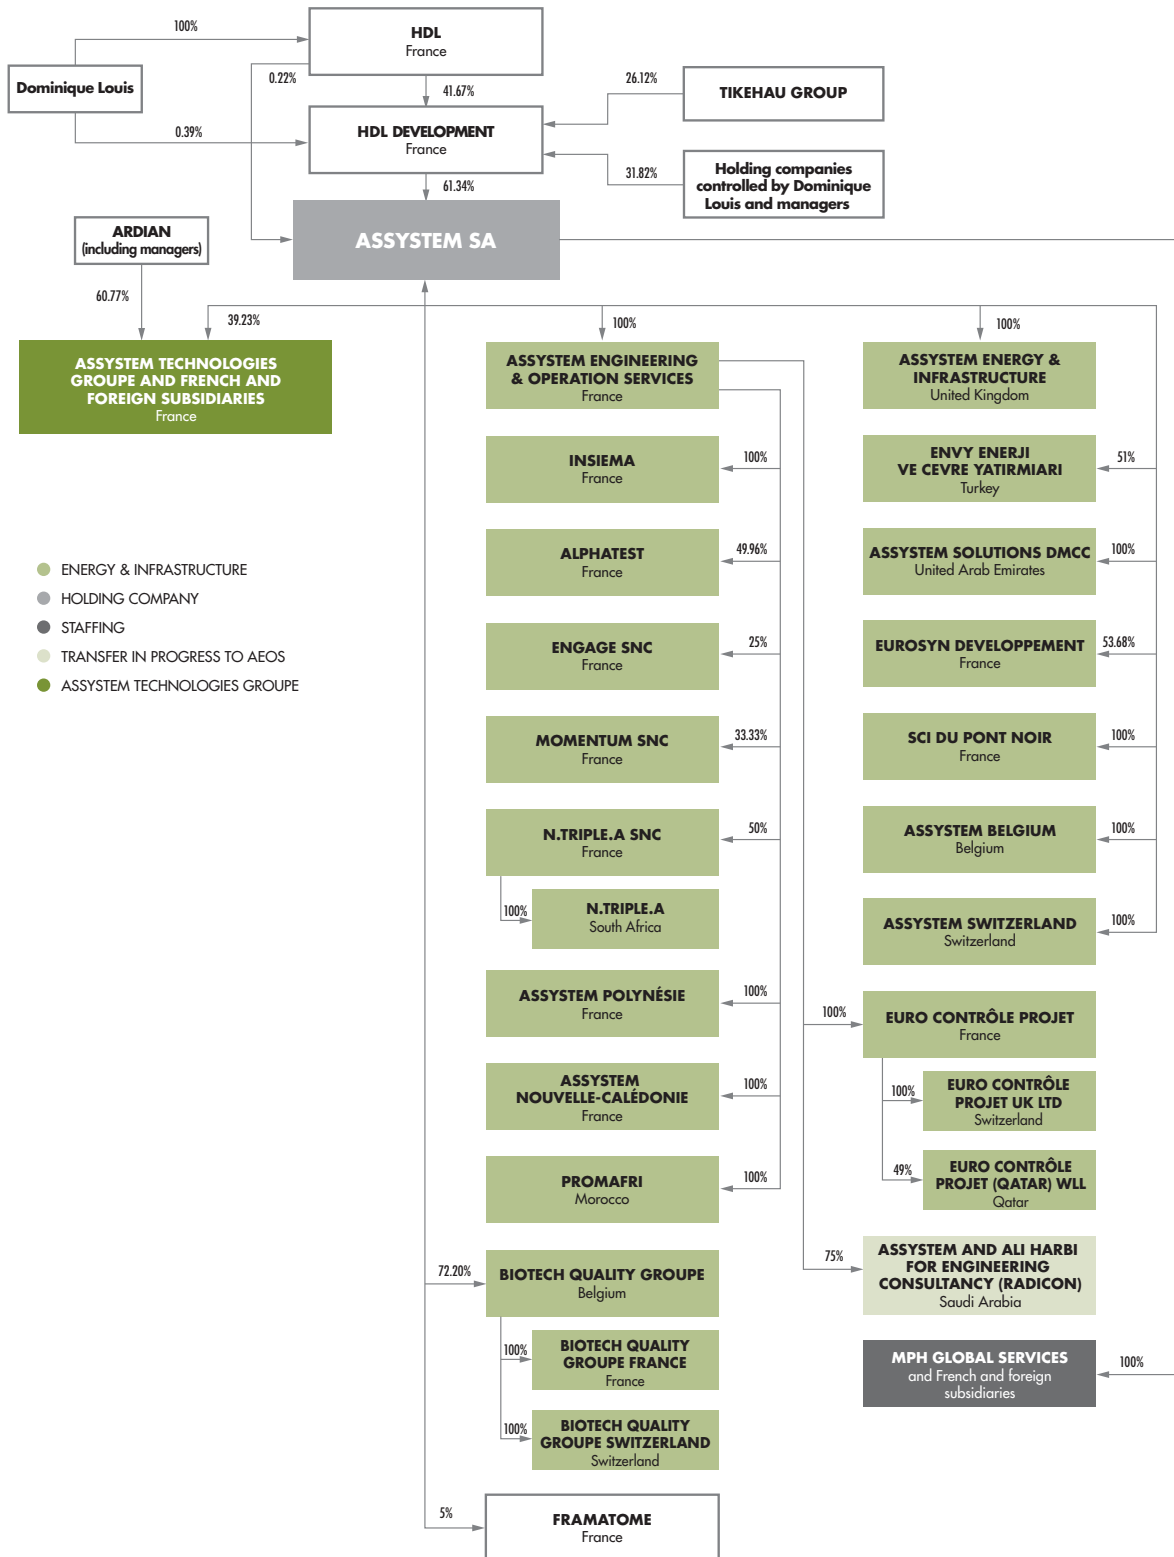 100%
HDL
France
Dominique Louis
0.22%
41.67%
26.12%
TIKEHAU GROUP
0.39%
HDL DEVELOPMENT
France
31.82%
Holding companies
controlled by Dominique
Louis and managers
61.34%
ARDIAN
(including managers)
ASSYSTEM SA
60.77%
39.23%
100%
100%
ASSYSTEM TECHNOLOGIES
GROUPE AND FRENCH AND
FOREIGN SUBSIDIARIES
France
ASSYSTEM ENGINEERING
& OPERATION SERVICES
France
ASSYSTEM ENERGY &
INFRASTRUCTURE
United Kingdom
INSIEMA
France
100%
ENVY ENERJI
VE CEVRE YATIRMIARI
Turkey
51%
ALPHATEST
France
49.96%
ASSYSTEM SOLUTIONS DMCC
United Arab Emirates
100%
ENERGY & INFRASTRUCTURE
HOLDING COMPANY
STAFFING
TRANSFER IN PROGRESS TO AEOS
ASSYSTEM TECHNOLOGIES GROUPE
ENGAGE SNC
France
25%
EUROSYN DEVELOPPEMENT
France
53.68%
MOMENTUM SNC
France
33.33%
SCI DU PONT NOIR
France
100%
N.TRIPLE.A SNC
France
50%
ASSYSTEM BELGIUM
Belgium
100%
100%
N.TRIPLE.A
South Africa
ASSYSTEM SWITZERLAND
Switzerland
100%
ASSYSTEM POLYNÉSIE
France
100%
100%
EURO CONTRÔLE PROJET
France
ASSYSTEM
NOUVELLE-CALÉDONIE
France
100%
100%
EURO CONTRÔLE
PROJET UK LTD
Switzerland
PROMAFRI
Morocco
100%
49%
EURO CONTRÔLE
PROJET (QATAR) WLL
Qatar
72.20%
BIOTECH QUALITY GROUPE
Belgium
75%
ASSYSTEM AND ALI HARBI
FOR ENGINEERING
CONSULTANCY (RADICON)
Saudi Arabia
100%
BIOTECH QUALITY
GROUPE FRANCE
France
MPH GLOBAL SERVICES
and French and foreign
subsidiaries
100%
100%
BIOTECH QUALITY
GROUPE SWITZERLAND
Switzerland
5%
FRAMATOME
France